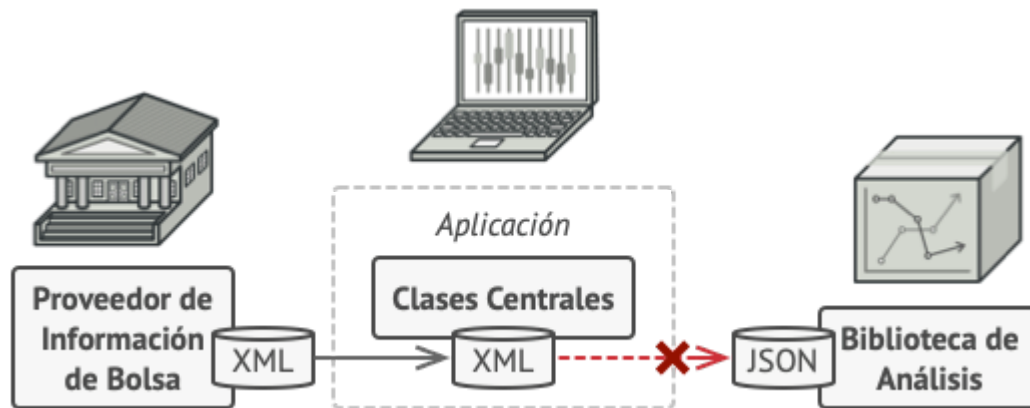 Aplicación
Proveedor de
Información
de Bolsa
XML
Clases Centrales
XML
JSON
Biblioteca de
Análisis